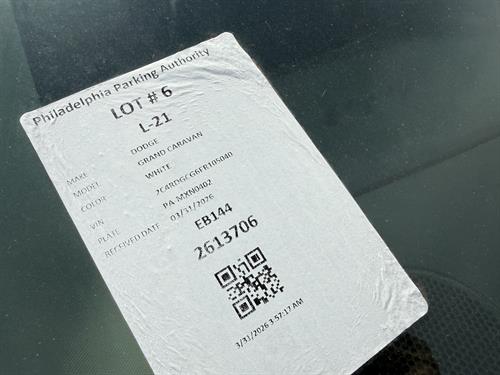 Philadelphia Parking Authority
LOT # 6
L-21
MAKE DODGE
MODEL GRAND CARAVAN
COLOR WHITE
VIN 2C4RDGCG6FR105040
PLATE PA-MXN0402
RECEIVED DATE 03/31/2026
EB144
2613706
3/31/2026 3:57:17 AM